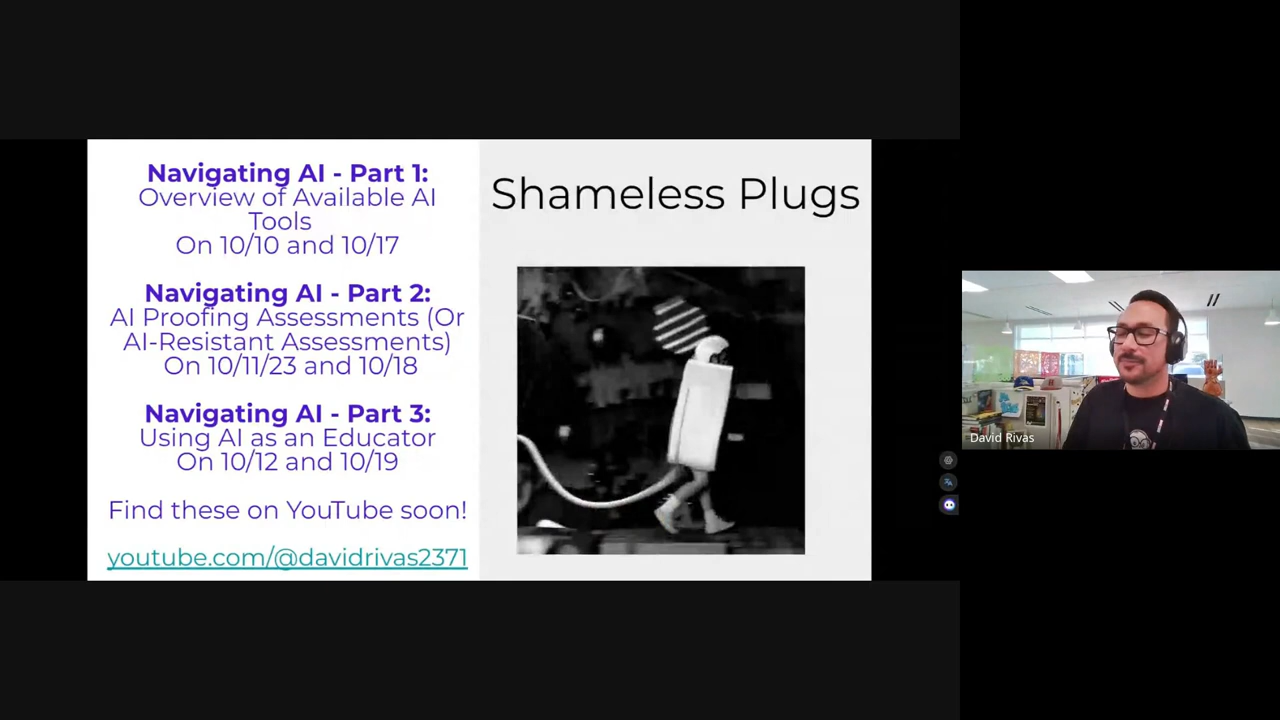 Navigating AI - Part 1:
Overview of Available AI
Tools
On 10/10 and 10/17
Navigating AI - Part 2:
AI Proofing Assessments (Or
AI-Resistant Assessments)
On 10/11/23 and 10/18
Navigating AI - Part 3:
Using AI as an Educator
On 10/12 and 10/19
Find these on YouTube soon!
youtube.com/@davidrivas2371
Shameless Plugs
David Rivas